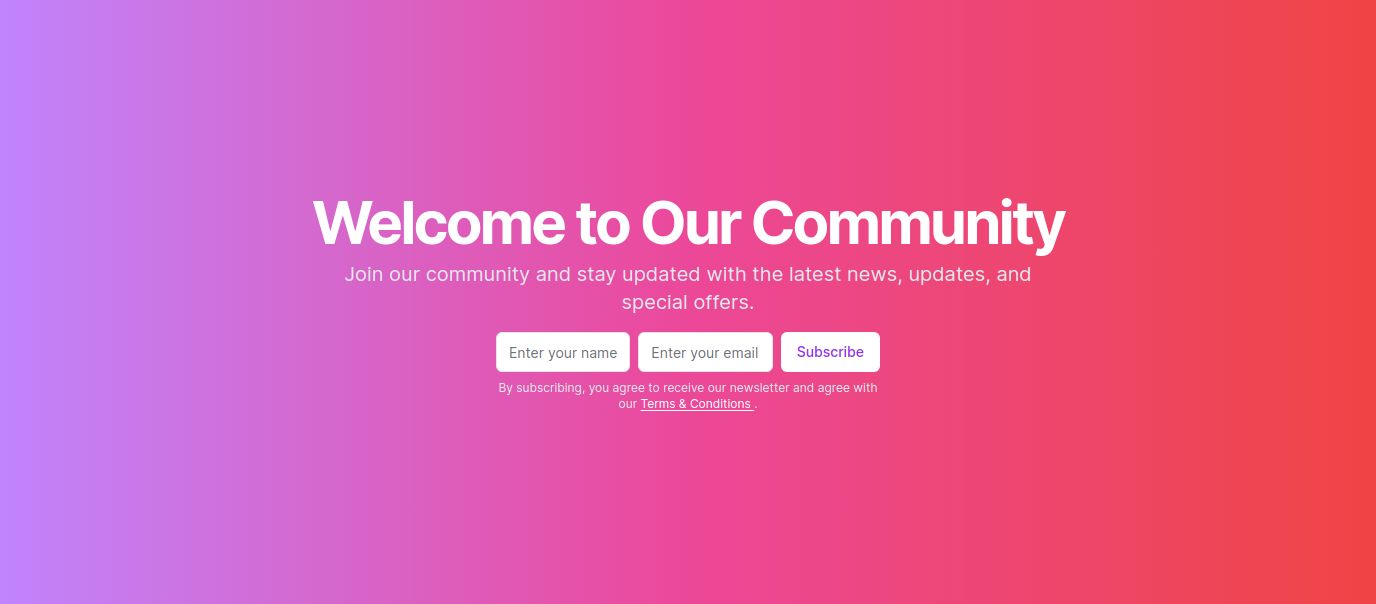 Welcome to Our Community
Join our community and stay updated with the latest news, updates, and
special offers.
Enter your name
Enter your email
Subscribe
By subscribing, you agree to receive our newsletter and agree with
our Terms & Conditions .